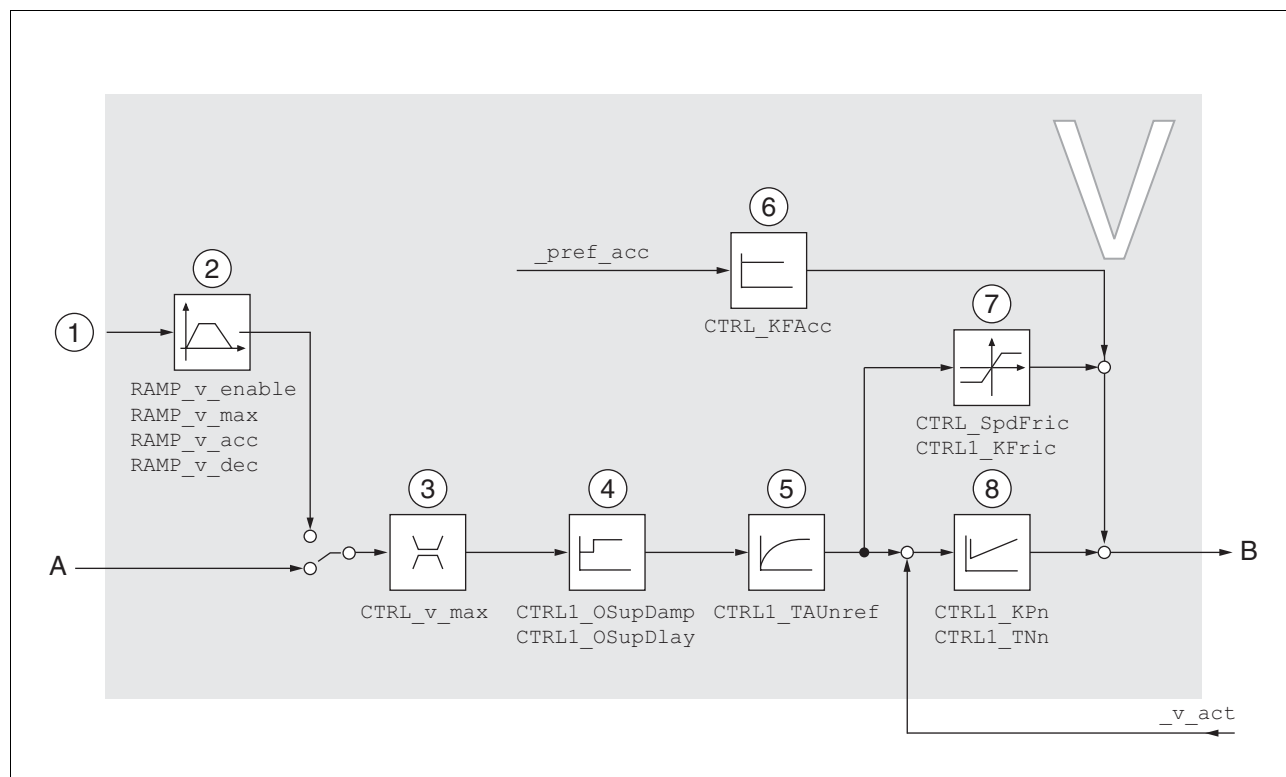 V
6
_pref_acc
CTRL_KFAcc
2
1
RAMP_v_enable
RAMP_v_max
RAMP_v_acc
RAMP_v_dec
7
CTRL_SpdFric
CTRL1_KFric
3
4
5
8
A
B
CTRL_v_max
CTRL1_OSupDamp
CTRL1_OSupDlay
CTRL1_TAUnref
CTRL1_KPn
CTRL1_TNn
_v_act